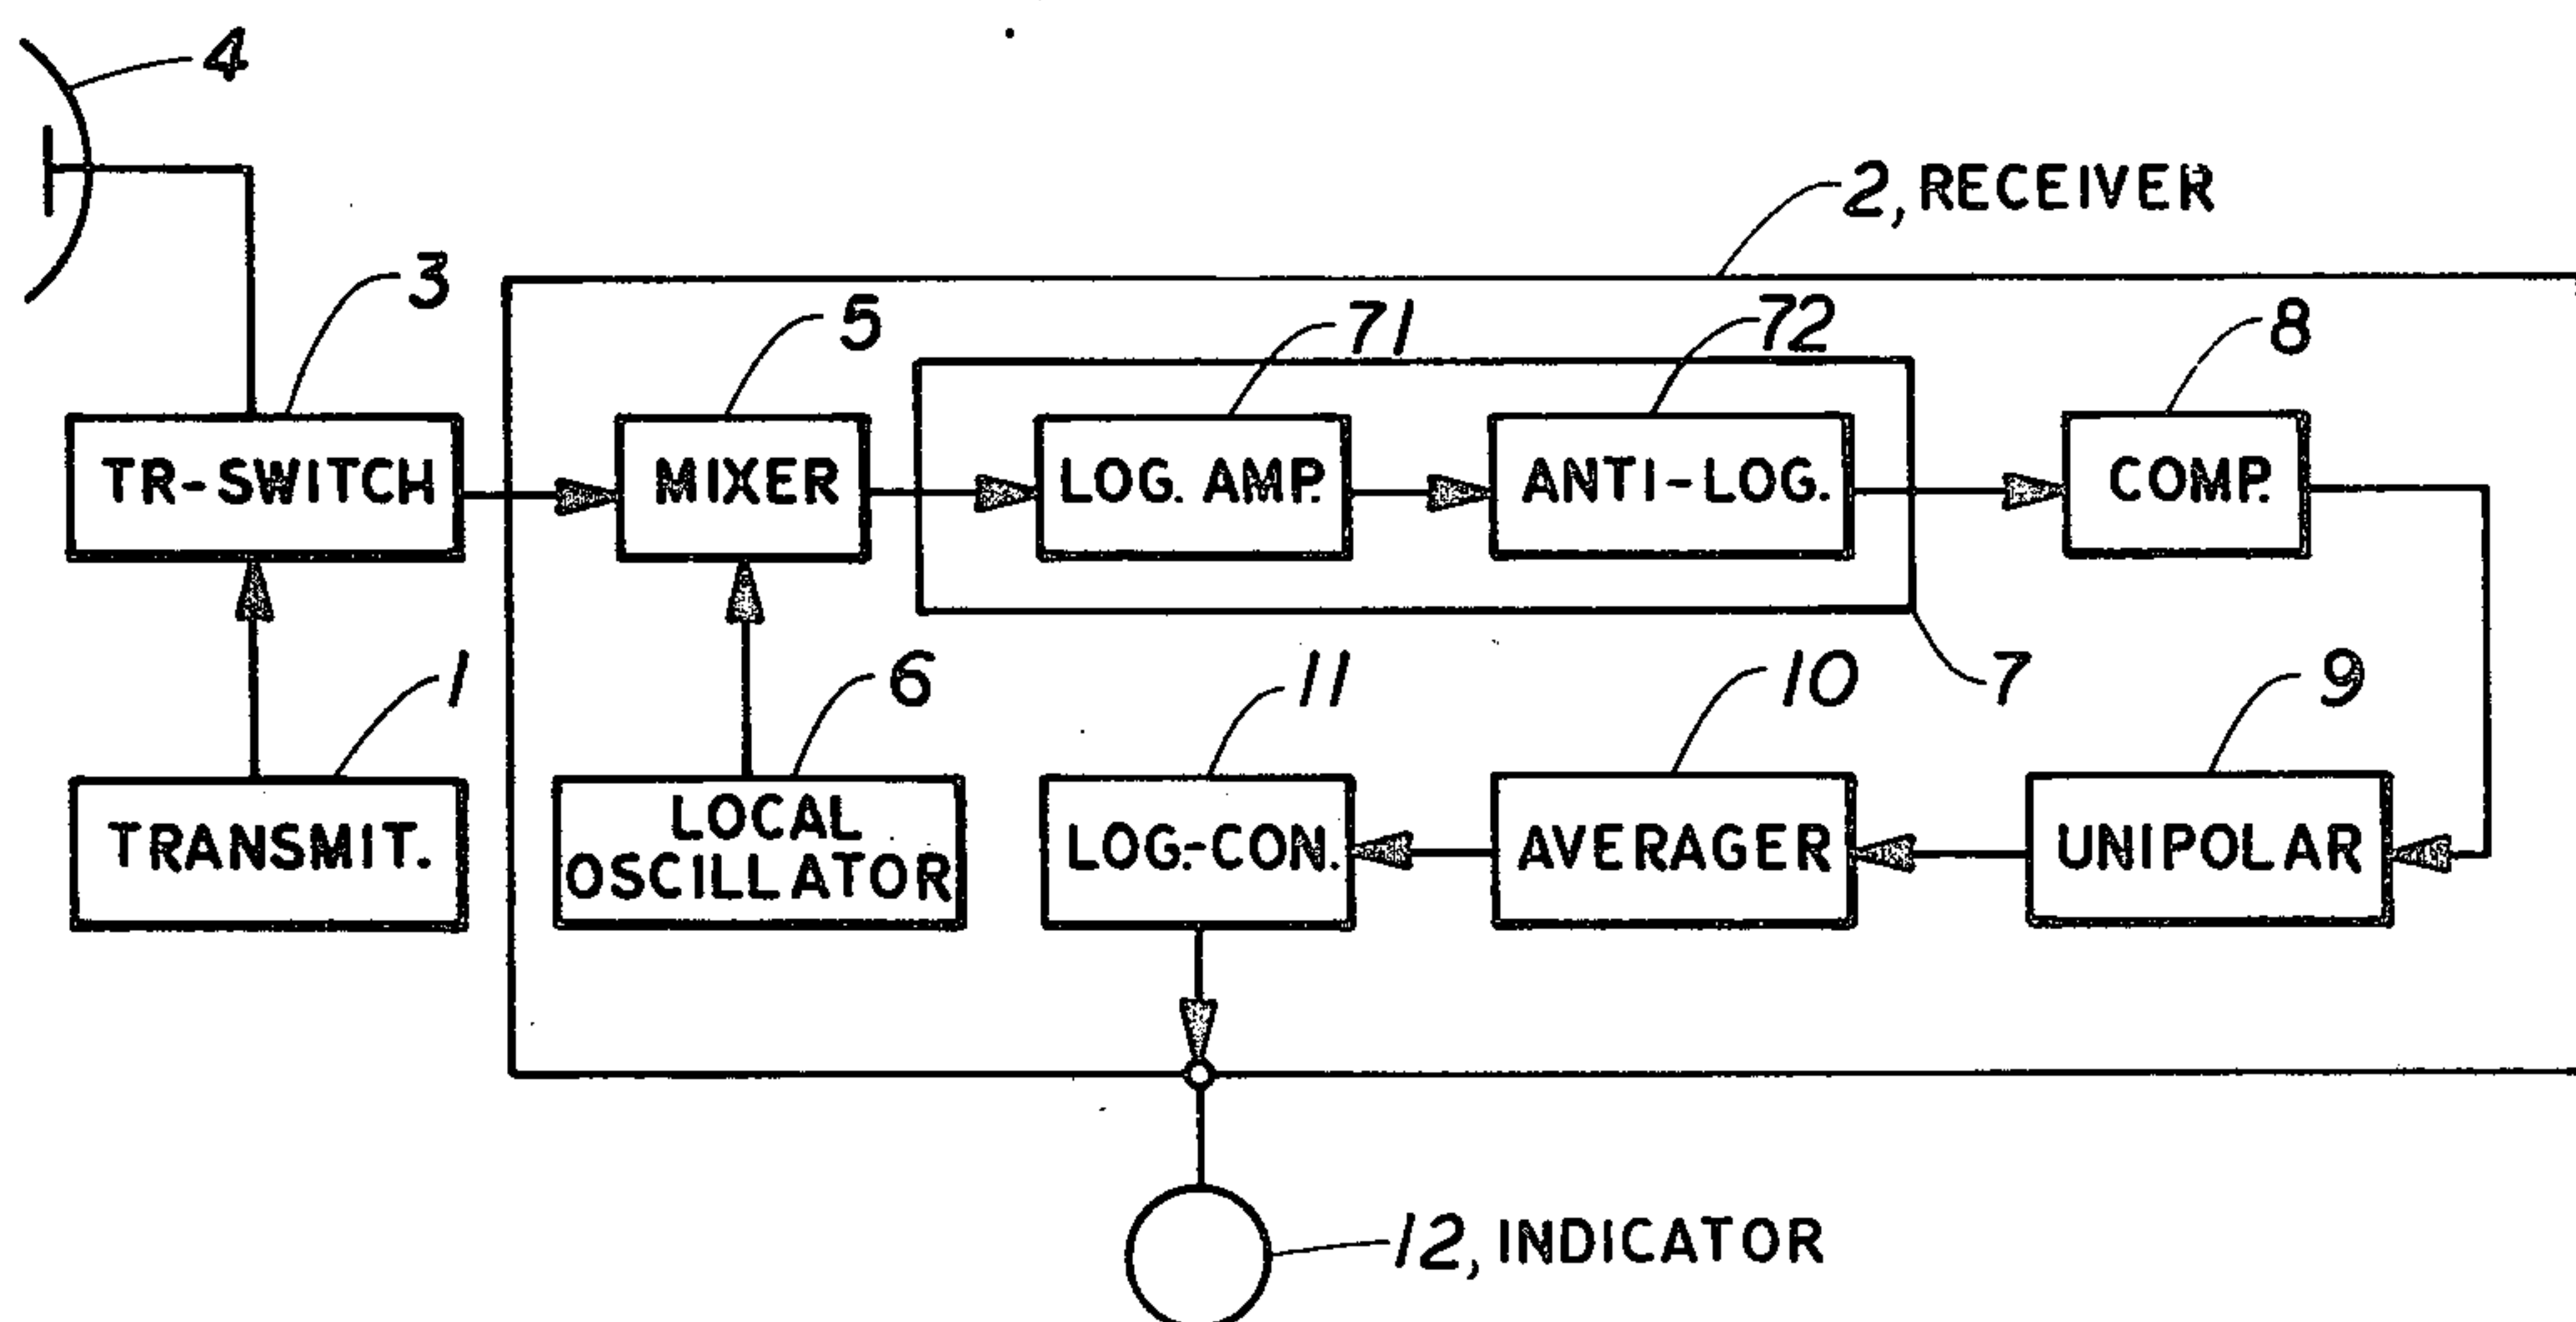 4
2, RECEIVER
3
5
71
72
8
TR-SWITCH
MIXER
LOG. AMP.
ANTI-LOG.
COMP.
1
6
11
10
7
9
TRANSMIT.
LOCAL
OSCILLATOR
LOG.-CON.
AVERAGER
UNIPOLAR
12, INDICATOR